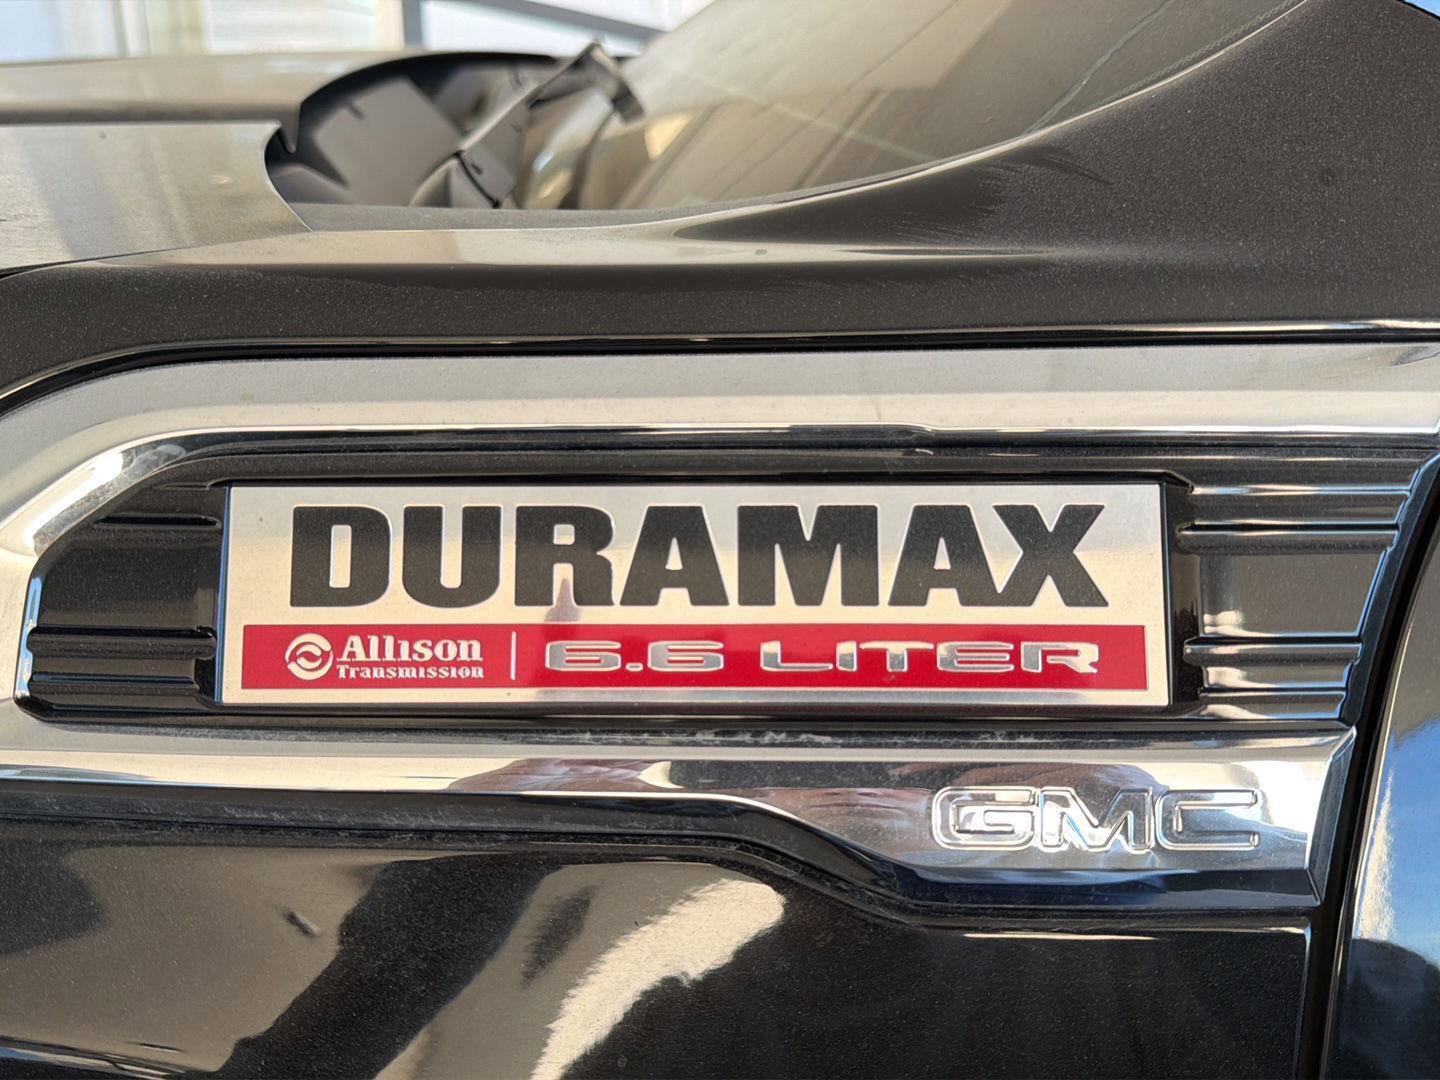 DURAMAX
Allison
Transmission
6.6 LITER
GMC